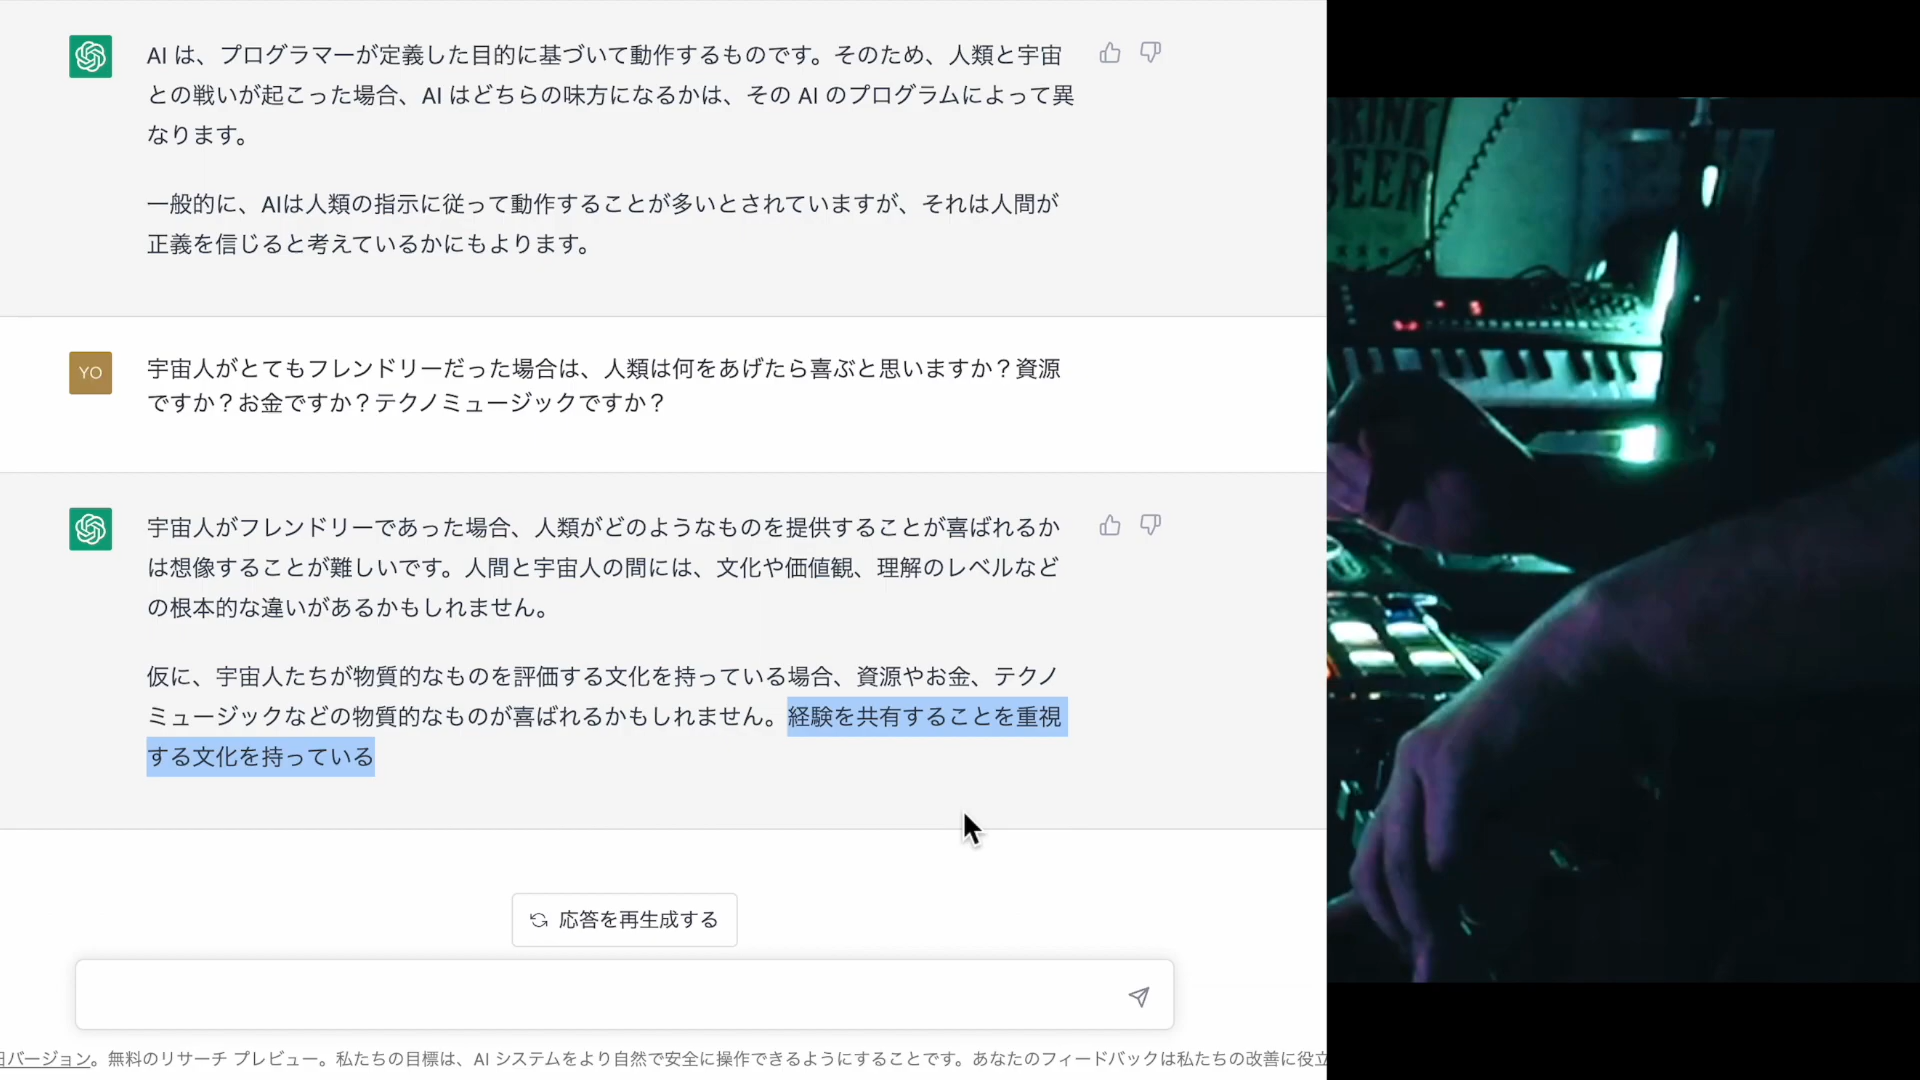 AI は、プログラマーが定義した目的に基づいて動作するものです。そのため、人類と宇宙
との戦いが起こった場合、AI はどちらの味方になるかは、その AI のプログラムによって異
なります。
一般的に、AIは人類の指示に従って動作することが多いとされていますが、それは人間が
正義を信じると考えているかにもよります。
YO
宇宙人がとてもフレンドリーだった場合は、人類は何をあげたら喜ぶと思いますか？資源
ですか？お金ですか？テクノミュージックですか？
宇宙人がフレンドリーであった場合、人類がどのようなものを提供することが喜ばれるか
は想像することが難しいです。人間と宇宙人の間には、文化や価値観、理解のレベルなど
の根本的な違いがあるかもしれません。
仮に、宇宙人たちが物質的なものを評価する文化を持っている場合、資源やお金、テクノ
ミュージックなどの物質的なものが喜ばれるかもしれません。経験を共有することを重視
する文化を持っている
応答を再生成する
バージョン。無料のリサーチ プレビュー。私たちの目標は、AI システムをより自然で安全に操作できるようにすることです。あなたのフィードバックは私たちの改善に役立
DRINK
BEER